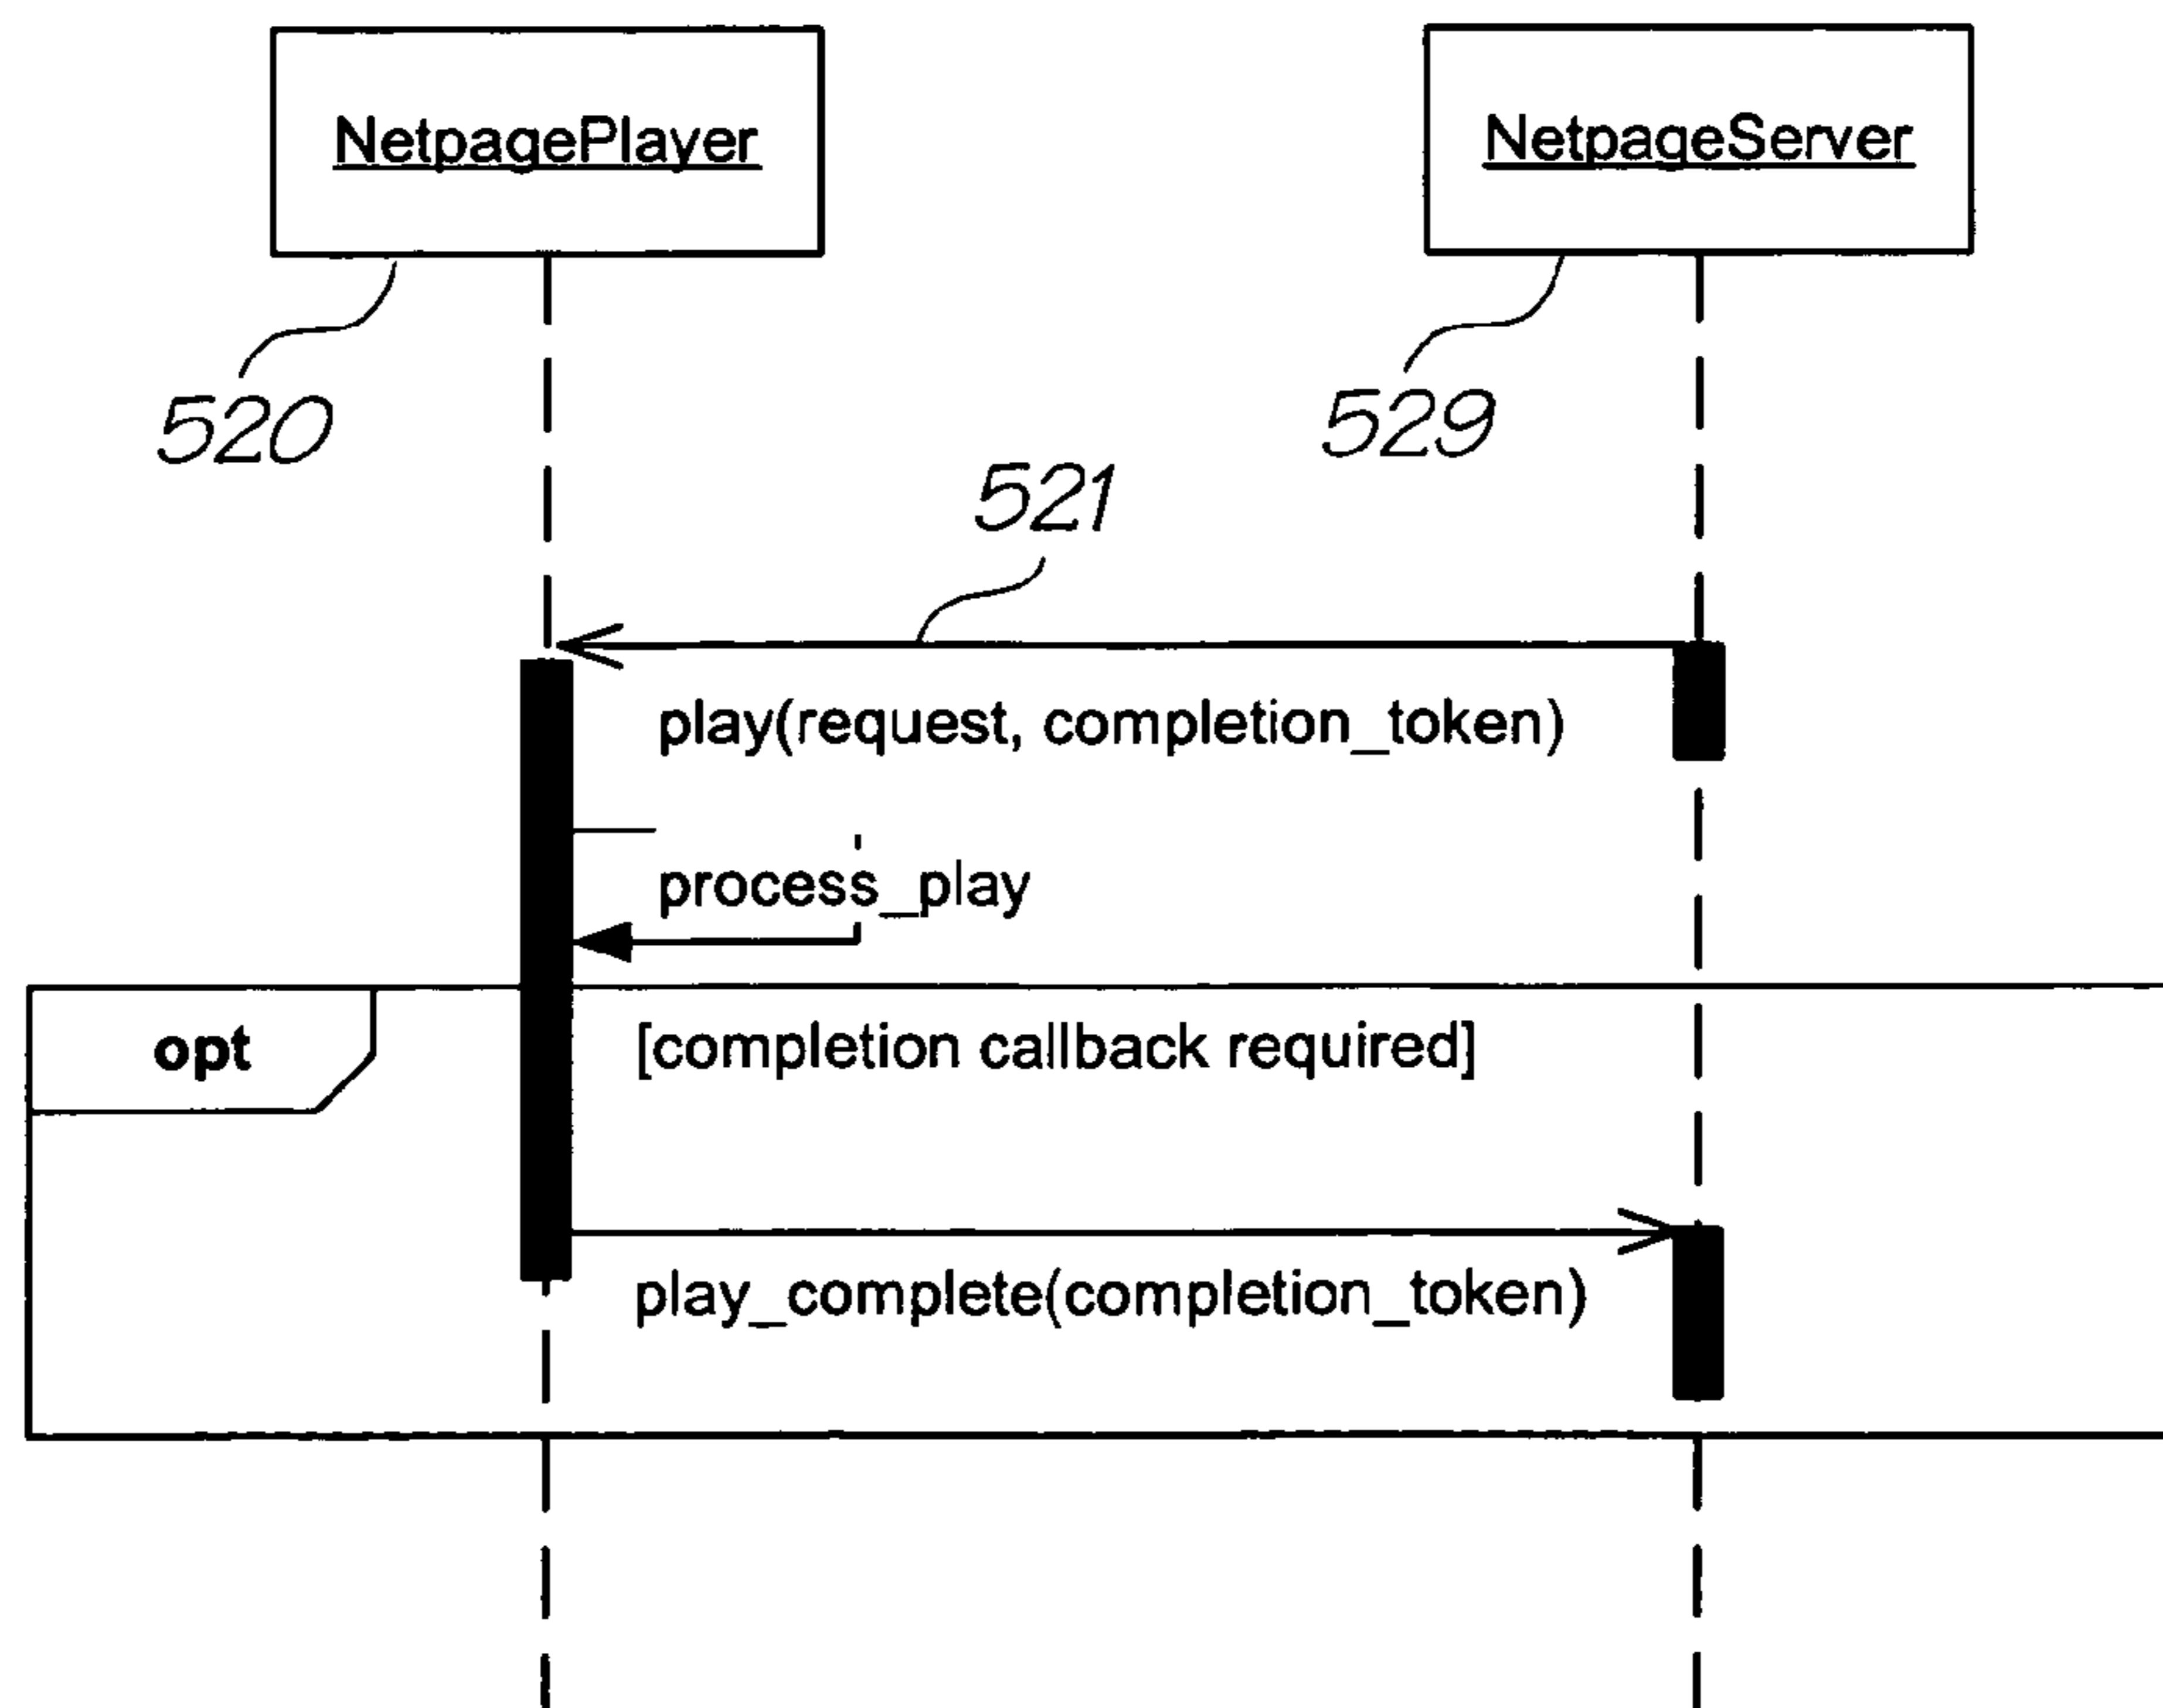 NetpagePlayer
NetpageServer
520
529
521
play(request, completion_token)
process_play
opt
[completion callback required]
play_complete(completion_token)